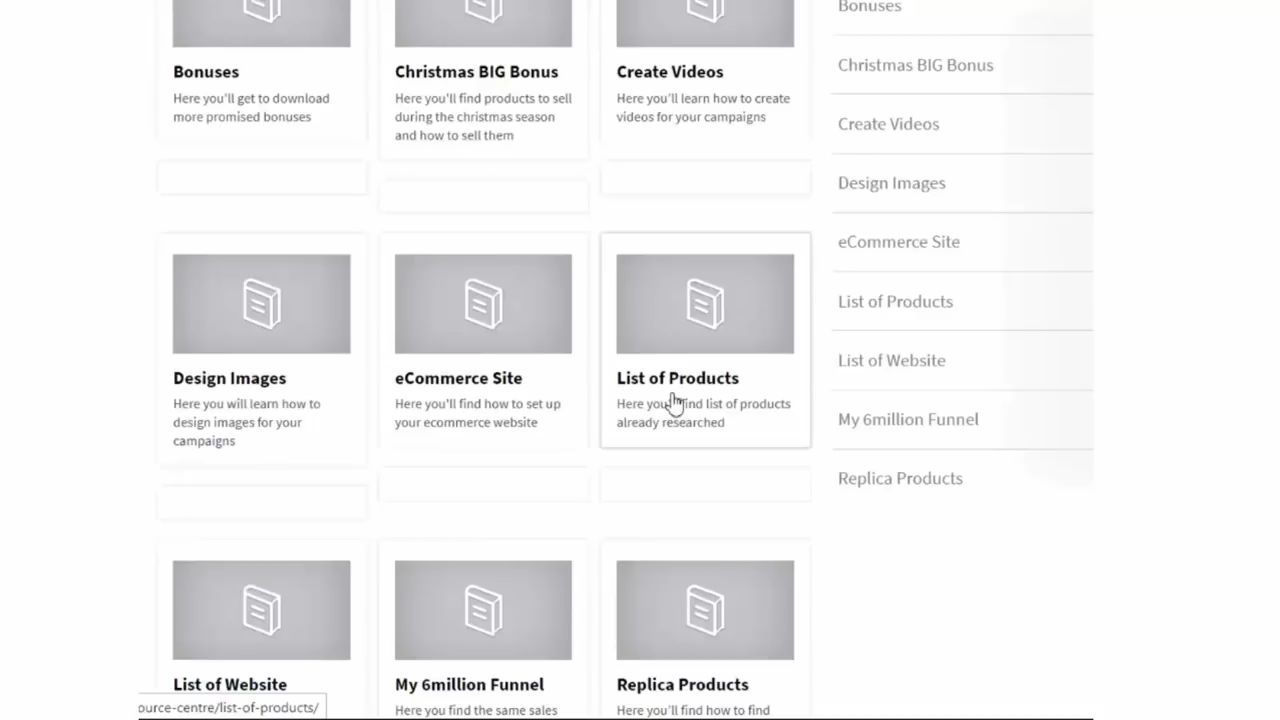 Bonuses
Here you'll get to download
more promised bonuses
Christmas BIG Bonus
Here you'll find products to sell
during the christmas season
and how to sell them
Create Videos
Here you'll learn how to create
videos for your campaigns
Design Images
Here you will learn how to
design images for your
campaigns
eCommerce Site
Here you'll find how to set up
your ecommerce website
List of Products
Here you find list of products
already researched
List of Website
My 6million Funnel
Here you find the same sales
Replica Products
Here you'll find how to find
Bonuses
Christmas BIG Bonus
Create Videos
Design Images
eCommerce Site
List of Products
List of Website
My 6million Funnel
Replica Products
ource-centre/list-of-products/